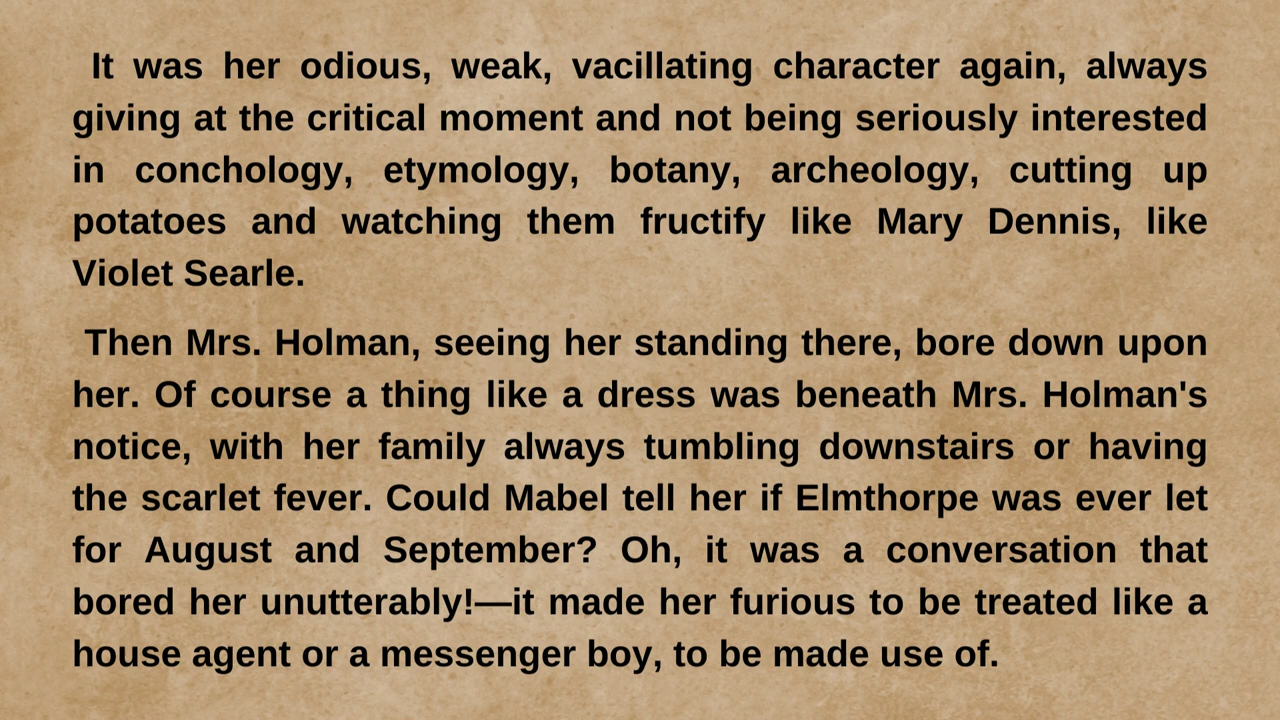 It was her odious, weak, vacillating character again, always
giving at the critical moment and not being seriously interested
in conchology, etymology, botany, archeology, cutting up
potatoes and watching them fructify like Mary Dennis, like
Violet Searle.
Then Mrs. Holman, seeing her standing there, bore down upon
her. Of course a thing like a dress was beneath Mrs. Holman's
notice, with her family always tumbling downstairs or having
the scarlet fever. Could Mabel tell her if Elmthorpe was ever let
for August and September? Oh, it was a conversation that
bored her unutterably!—it made her furious to be treated like a
house agent or a messenger boy, to be made use of.